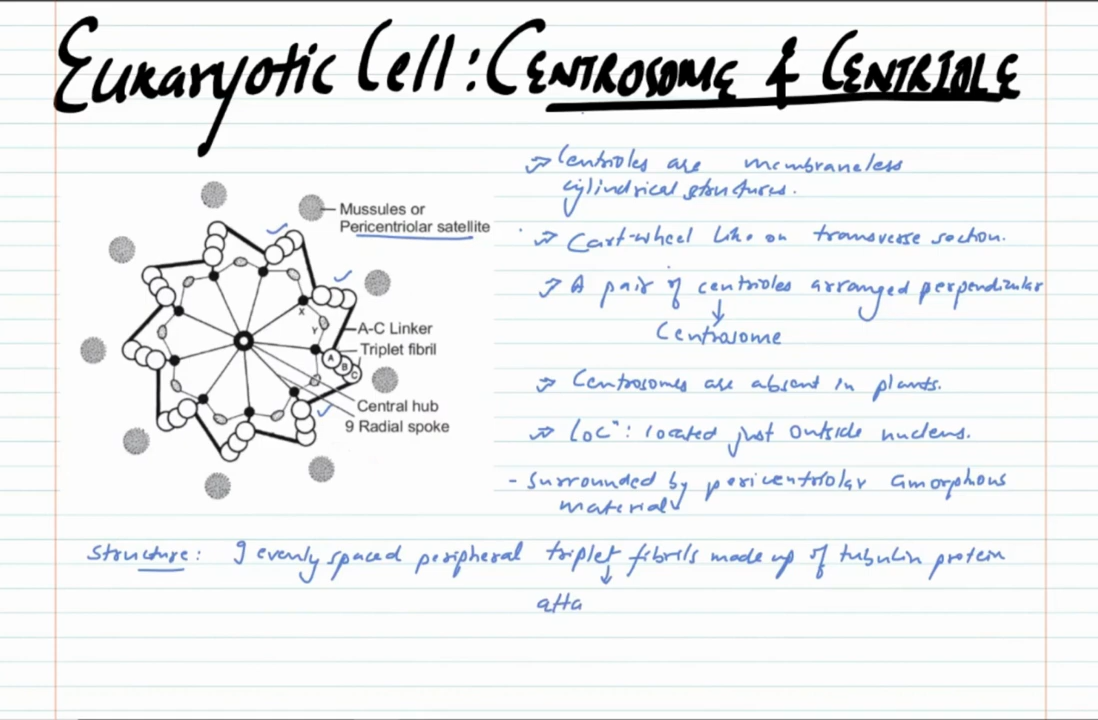 Eukaryotic Cell: CENTROSOME & CENTRIOLE
Mussules or
Pericentriolar satellite
X
Y
A-C Linker
Triplet fibril
A
B
C
Central hub
9 Radial spoke
Centrioles are membraneless
cylindrical structures.
Cart-wheel like on transverse section.
A pair of centrioles arranged perpendicular
Centrosome
Centrosomes are absent in plants.
Locⁿ: located just outside nucleus.
- Surrounded by pericentriolar amorphous
materials
Structure: 9 evenly spaced peripheral triplet fibrils made up of tubulin protein
atta